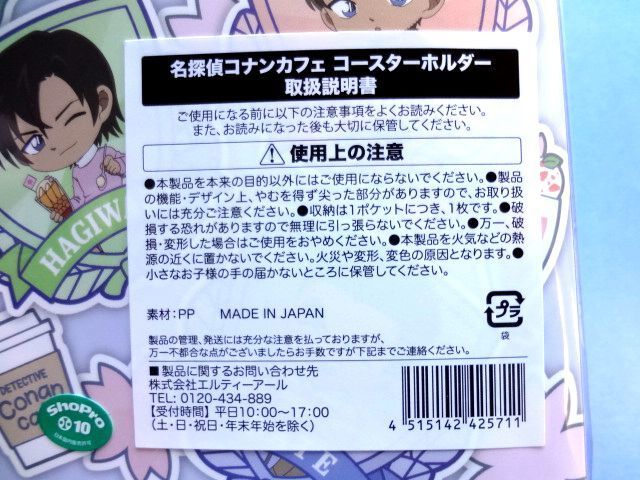 名探偵コナンカフェ コースターホルダー
取扱説明書
ご使用になる前に以下の注意事項をよくお読みください。
また、お読みになった後も大切に保管してください。
使用上の注意
●本製品を本来の目的以外にはご使用にならないでください。●製品
の機能・デザイン上、やむを得ず尖った部分がありますので、お取り扱
いには充分ご注意ください。●収納は1ポケットにつき、1枚です。●破
損する恐れがありますので無理に引っ張らないでください。●万一、破
損・変形した場合はご使用をおやめください。●本製品を火気などの熱
源の近くに置かないでください。火災や変形、変色の原因となります。●
小さなお子様の手の届かないところに保管してください。
素材：PP MADE IN JAPAN
プラ
袋
製品の管理、発送には充分な注意を払っておりますが、
万一不都合な点がございましたらお手数ですが下記までご連絡ください。
■製品に関するお問い合わせ先
株式会社エルティーアール
TEL: 0120-434-889
【受付時間】平日10：00〜17：00
（土・日・祝日・年末年始を除く）
4 515142 425711
HAGIWA
DETECTIVE
Conan
ShoPro
10